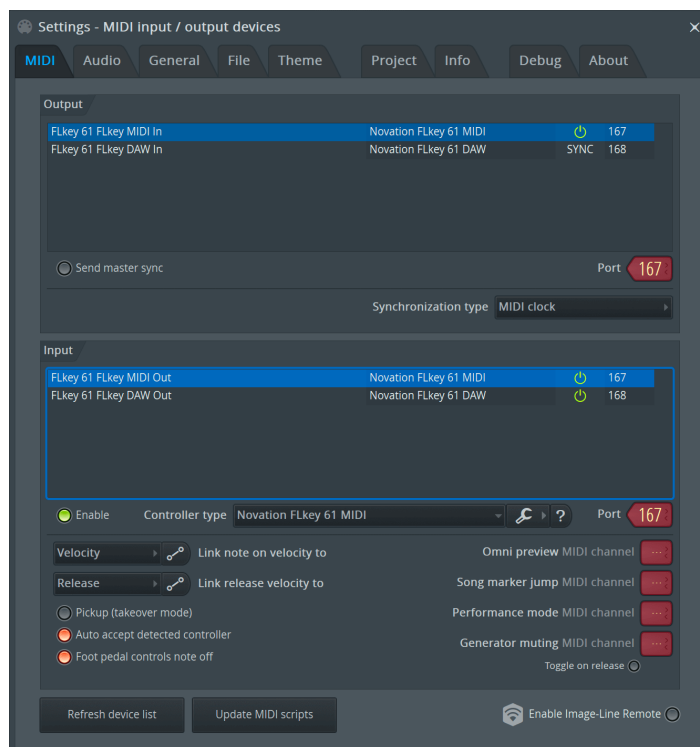 Settings - MIDI input / output devices
MIDI Audio General File Theme Project Info Debug About
Output
FLkey 61 FLkey MIDI In Novation FLkey 61 MIDI 167
FLkey 61 FLkey DAW In Novation FLkey 61 DAW SYNC 168
Send master sync Port 167
Synchronization type MIDI clock
Input
FLkey 61 FLkey MIDI Out Novation FLkey 61 MIDI 167
FLkey 61 FLkey DAW Out Novation FLkey 61 DAW 168
Enable Controller type Novation FLkey 61 MIDI ? Port 167
Velocity Link note on velocity to Omni preview MIDI channel ---
Release Link release velocity to Song marker jump MIDI channel ---
Pickup (takeover mode) Performance mode MIDI channel ---
Auto accept detected controller Generator muting MIDI channel ---
Foot pedal controls note off Toggle on release
Refresh device list Update MIDI scripts Enable Image-Line Remote